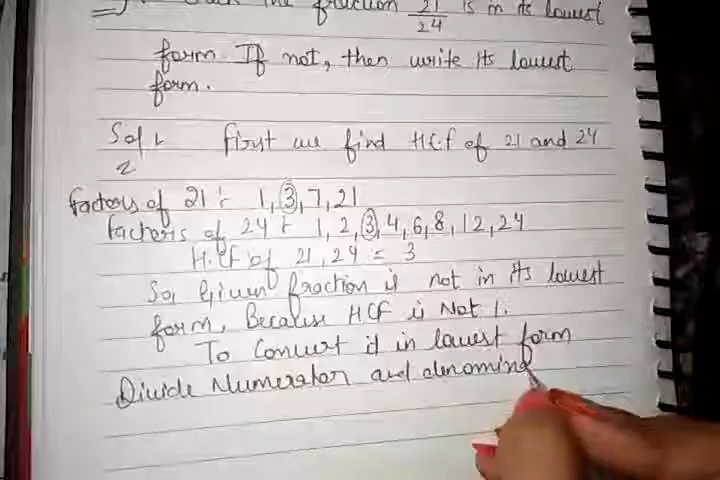 the fraction 21/24 is in its lowest
form. If not, then write its lowest
form.
Sol: First we find HCF of 21 and 24
Factors of 21: 1, 3, 7, 21
Factors of 24: 1, 2, 3, 4, 6, 8, 12, 24
H.CF of 21, 24 = 3
So, Given fraction is not in its lowest
form, Because HCF is Not 1.
To Convert it in lowest form
Divide Numerator and denomina